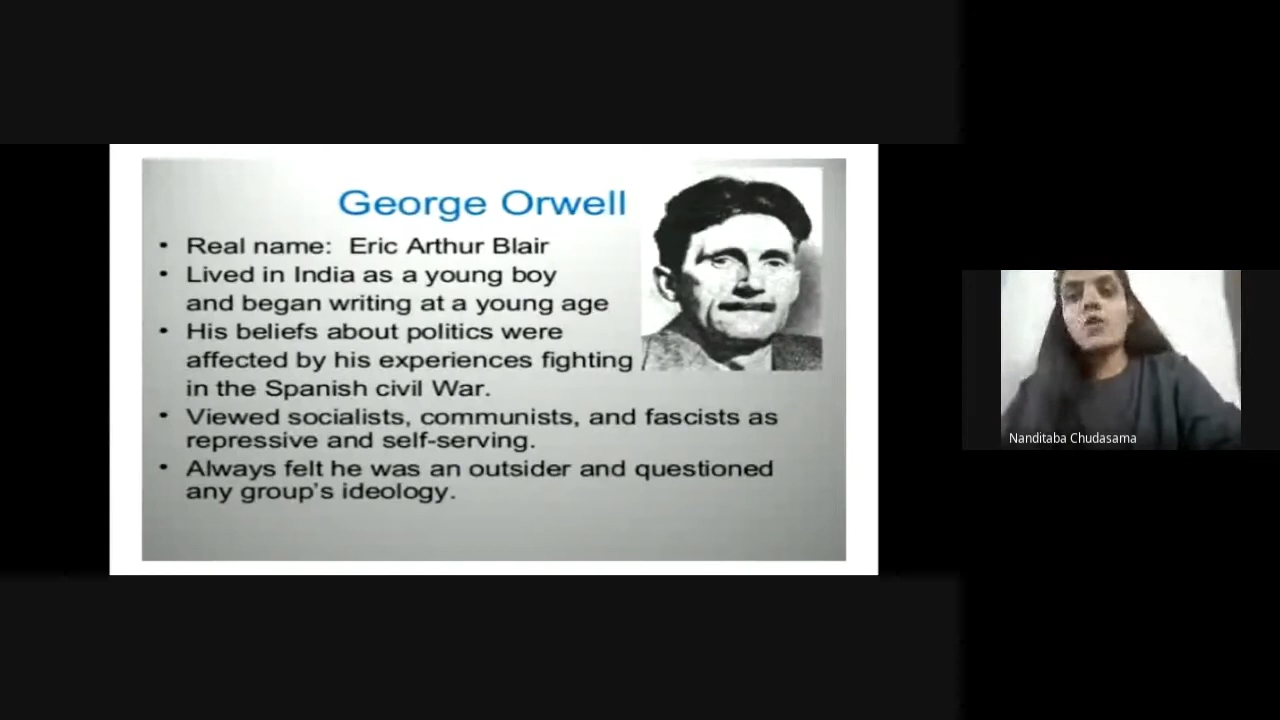 George Orwell
• Real name: Eric Arthur Blair
• Lived in India as a young boy
and began writing at a young age
• His beliefs about politics were
affected by his experiences fighting
in the Spanish civil War.
• Viewed socialists, communists, and fascists as
repressive and self-serving.
• Always felt he was an outsider and questioned
any group's ideology.
Nanditaba Chudasama